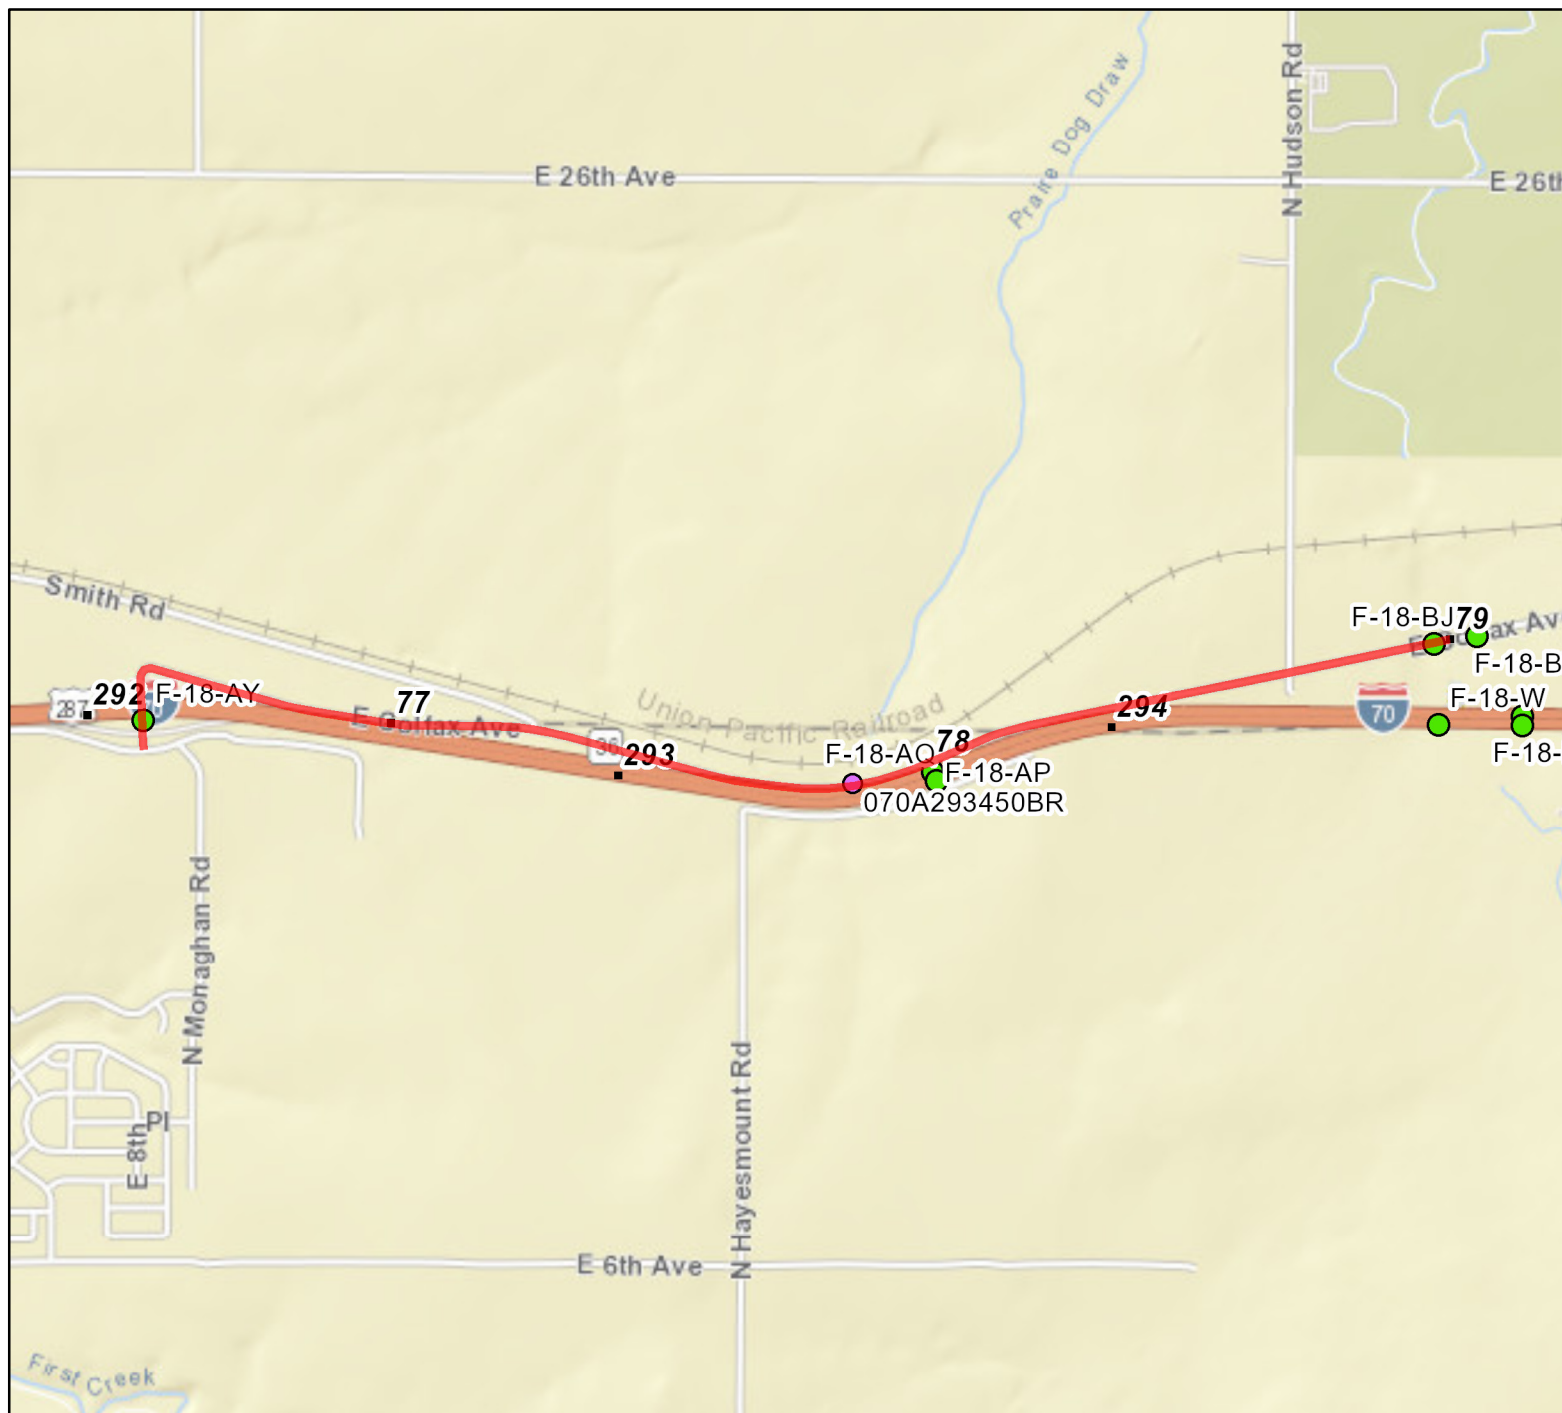 Praire Dog Draw
N Hudson Rd
E 26th Ave
E 26th
Smith Rd
F-18-BJ
79
292
F-18-AY
77
287
Union Pacific Railroad
F-18-B
F-18-W
294
70
E Colfax Ave
36
293
F-18-AQ
78
F-18-AP
F-18-
070A293450BR
N Monaghan Rd
N Hayesmount Rd
E 8th Pl
E 6th Ave
First Creek